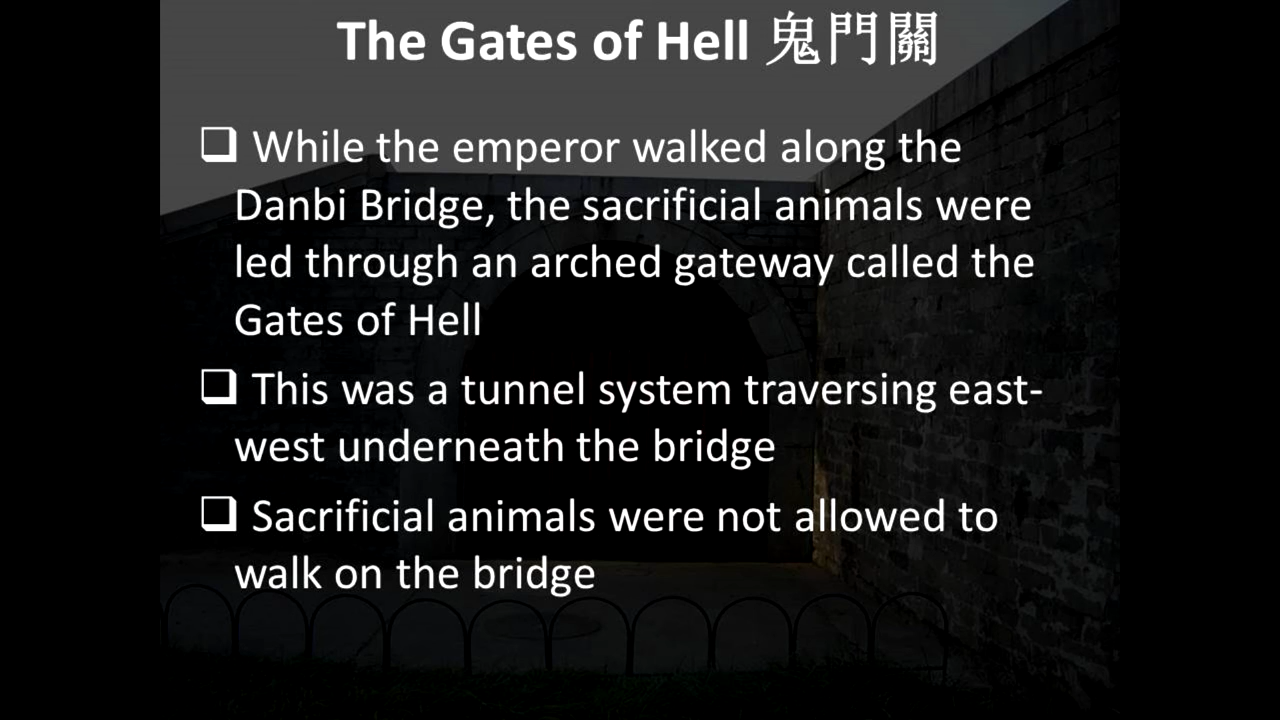 The Gates of Hell 鬼門關
❑ While the emperor walked along the
Danbi Bridge, the sacrificial animals were
led through an arched gateway called the
Gates of Hell
❑ This was a tunnel system traversing east-
west underneath the bridge
❑ Sacrificial animals were not allowed to
walk on the bridge